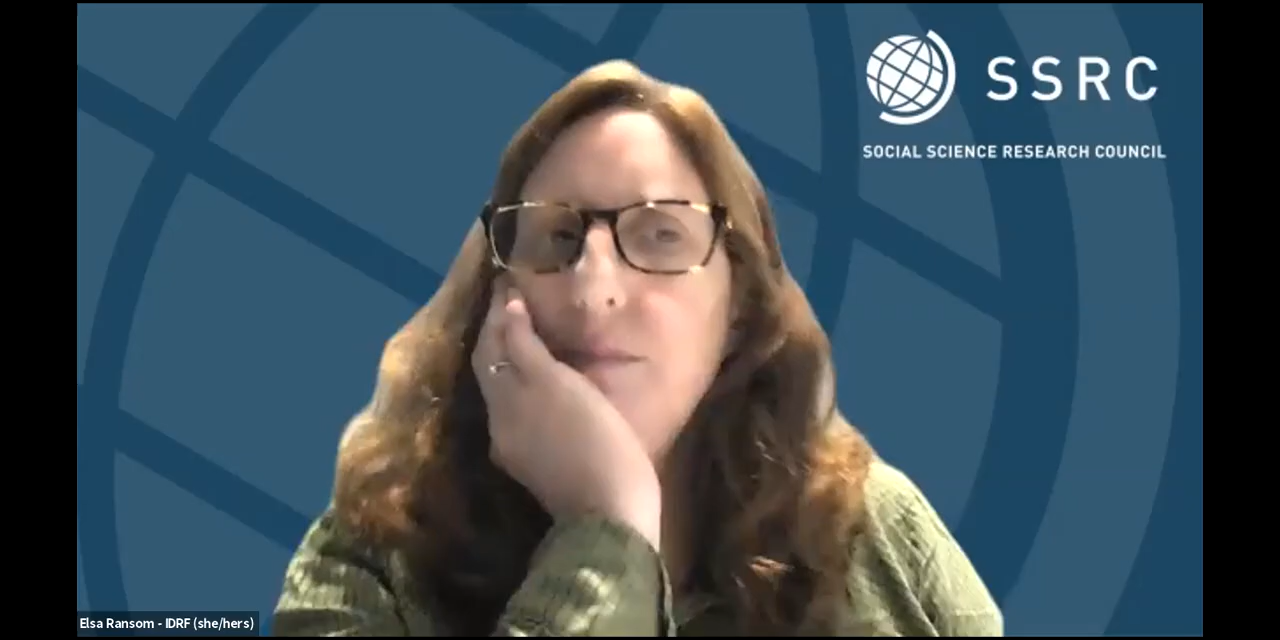 SSRC
SOCIAL SCIENCE RESEARCH COUNCIL
Elsa Ransom - IDRF (she/hers)